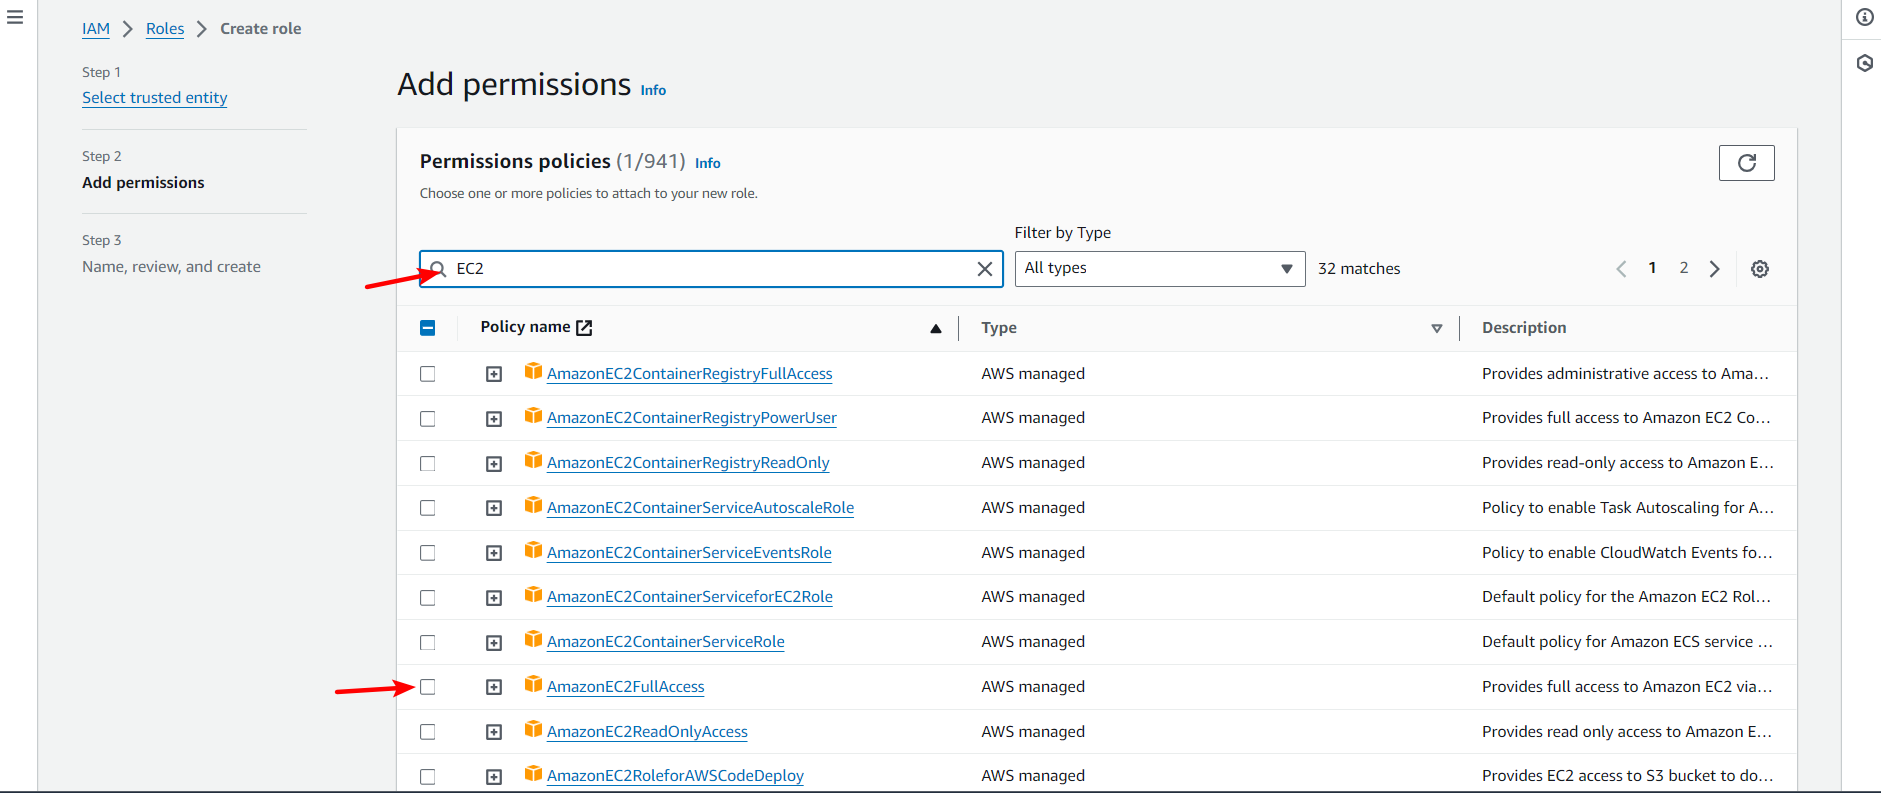 IAM > Roles > Create role
Step 1
Select trusted entity
Step 2
Add permissions
Step 3
Name, review, and create
Add permissions Info
Permissions policies (1/941) Info
Choose one or more policies to attach to your new role.
Filter by Type
EC2
All types
32 matches
1 2
Policy name Type Description
AmazonEC2ContainerRegistryFullAccess AWS managed Provides administrative access to Ama...
AmazonEC2ContainerRegistryPowerUser AWS managed Provides full access to Amazon EC2 Co...
AmazonEC2ContainerRegistryReadOnly AWS managed Provides read-only access to Amazon E...
AmazonEC2ContainerServiceAutoscaleRole AWS managed Policy to enable Task Autoscaling for A...
AmazonEC2ContainerServiceEventsRole AWS managed Policy to enable CloudWatch Events fo...
AmazonEC2ContainerServiceforEC2Role AWS managed Default policy for the Amazon EC2 Rol...
AmazonEC2ContainerServiceRole AWS managed Default policy for Amazon ECS service ...
AmazonEC2FullAccess AWS managed Provides full access to Amazon EC2 via...
AmazonEC2ReadOnlyAccess AWS managed Provides read only access to Amazon E...
AmazonEC2RoleforAWSCodeDeploy AWS managed Provides EC2 access to S3 bucket to do...